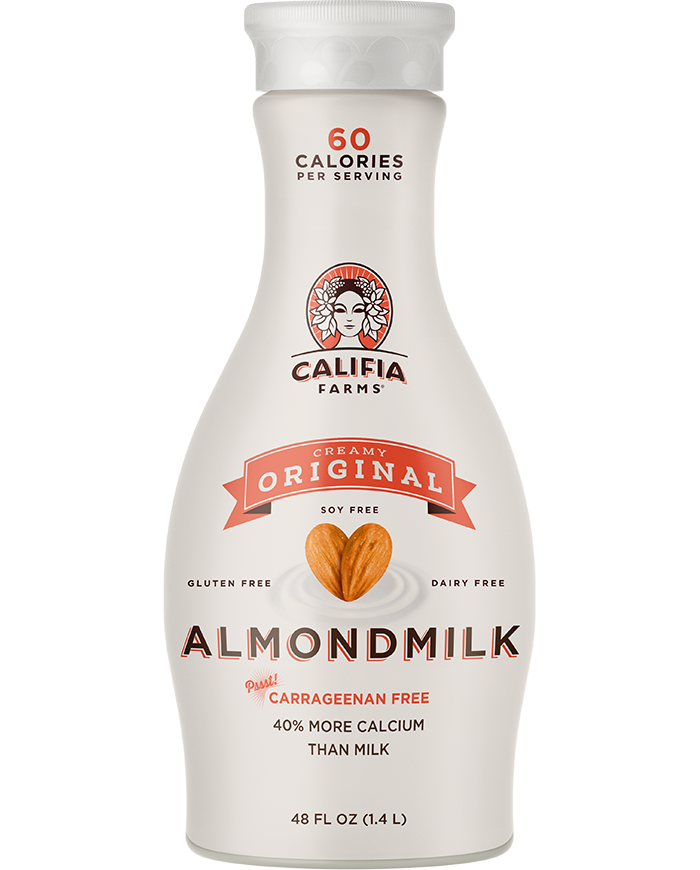 60
CALORIES
PER SERVING
CALIFIA
FARMS®
CREAMY
ORIGINAL
SOY FREE
GLUTEN FREE
DAIRY FREE
ALMONDMILK
Pssst!
CARRAGEENAN FREE
40% MORE CALCIUM
THAN MILK
48 FL OZ (1.4 L)